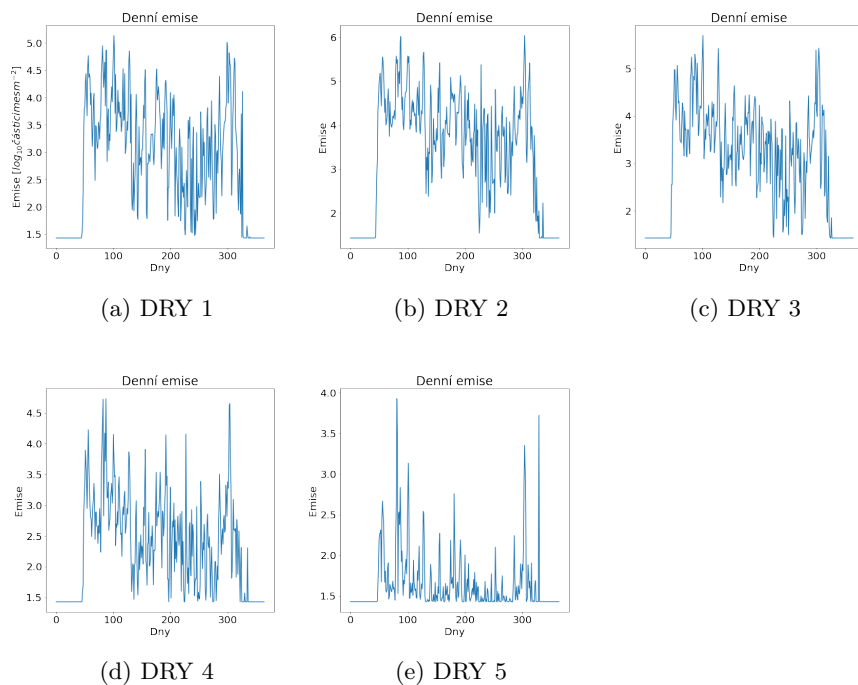 Denní emise
Emise [log₁₀částicím̌esm⁻²]
5.0
4.5
4.0
3.5
3.0
2.5
2.0
1.5
0 100 200 300
Dny
(a) DRY 1
Denní emise
Emise
6
5
4
3
2
0 100 200 300
Dny
(b) DRY 2
Denní emise
Emise
5
4
3
2
0 100 200 300
Dny
(c) DRY 3
Denní emise
Emise
4.5
4.0
3.5
3.0
2.5
2.0
1.5
0 100 200 300
Dny
(d) DRY 4
Denní emise
Emise
4.0
3.5
3.0
2.5
2.0
1.5
0 100 200 300
Dny
(e) DRY 5